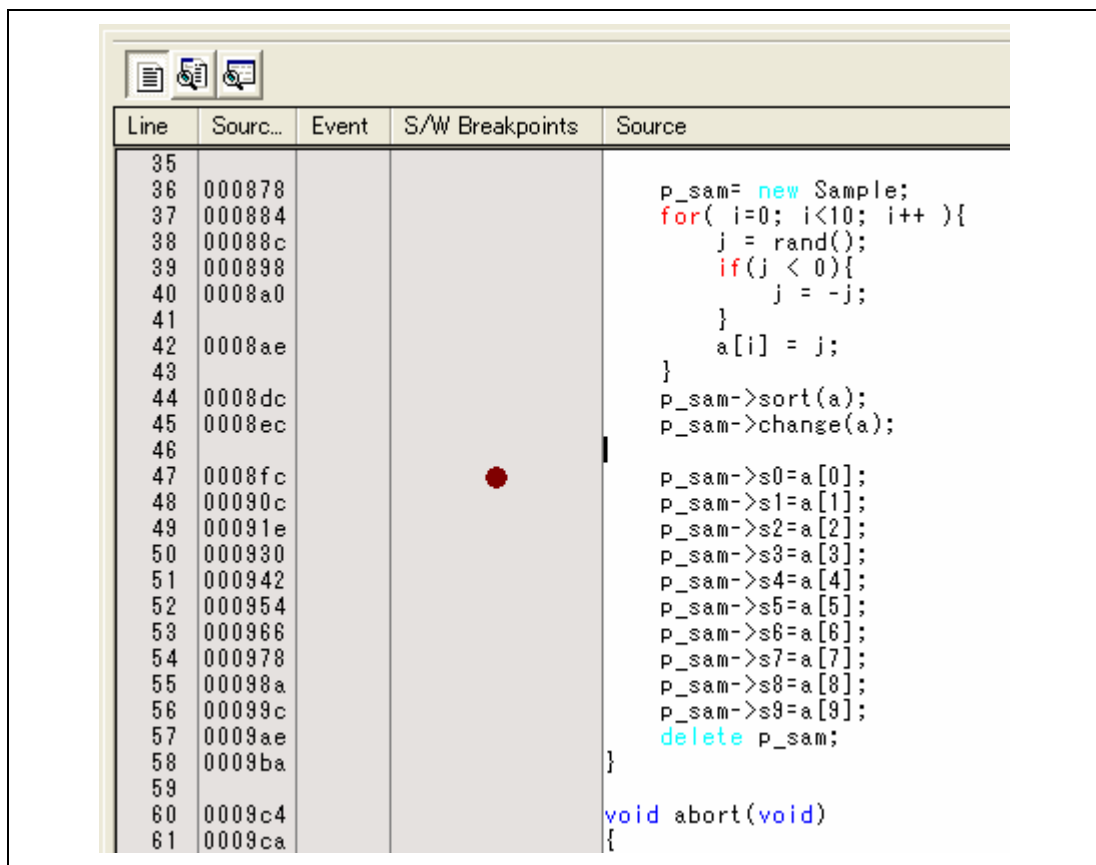 Line Sourc... Event S/W Breakpoints Source
35
36 000878 p_sam= new Sample;
37 000884 for( i=0; i<10; i++ ){
38 00088c j = rand();
39 000898 if(j < 0){
40 0008a0 j = -j;
41 }
42 0008ae a[i] = j;
43 }
44 0008dc p_sam->sort(a);
45 0008ec p_sam->change(a);
46
47 0008fc p_sam->s0=a[0];
48 00090c p_sam->s1=a[1];
49 00091e p_sam->s2=a[2];
50 000930 p_sam->s3=a[3];
51 000942 p_sam->s4=a[4];
52 000954 p_sam->s5=a[5];
53 000966 p_sam->s6=a[6];
54 000978 p_sam->s7=a[7];
55 00098a p_sam->s8=a[8];
56 00099c p_sam->s9=a[9];
57 0009ae delete p_sam;
58 0009ba }
59
60 0009c4 void abort(void)
61 0009ca {